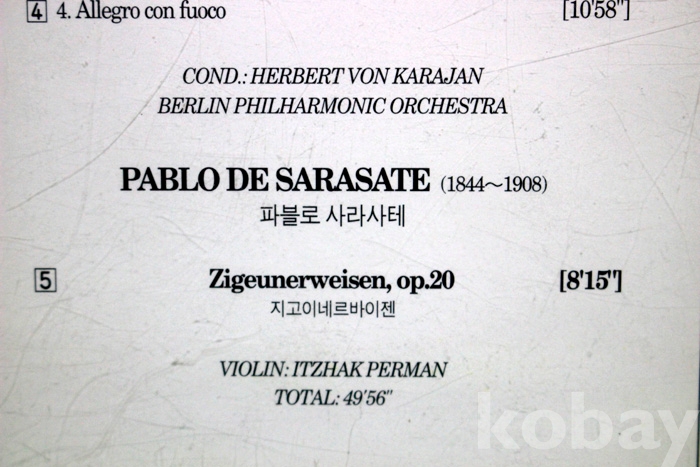 4 4. Allegro con fuoco [10'58"]
COND.: HERBERT VON KARAJAN
BERLIN PHILHARMONIC ORCHESTRA
PABLO DE SARASATE (1844~1908)
파블로 사라사테
5 Zigeunerweisen, op.20 [8'15"]
지고이네르바이젠
VIOLIN: ITZHAK PERMAN
TOTAL: 49'56"
kobay